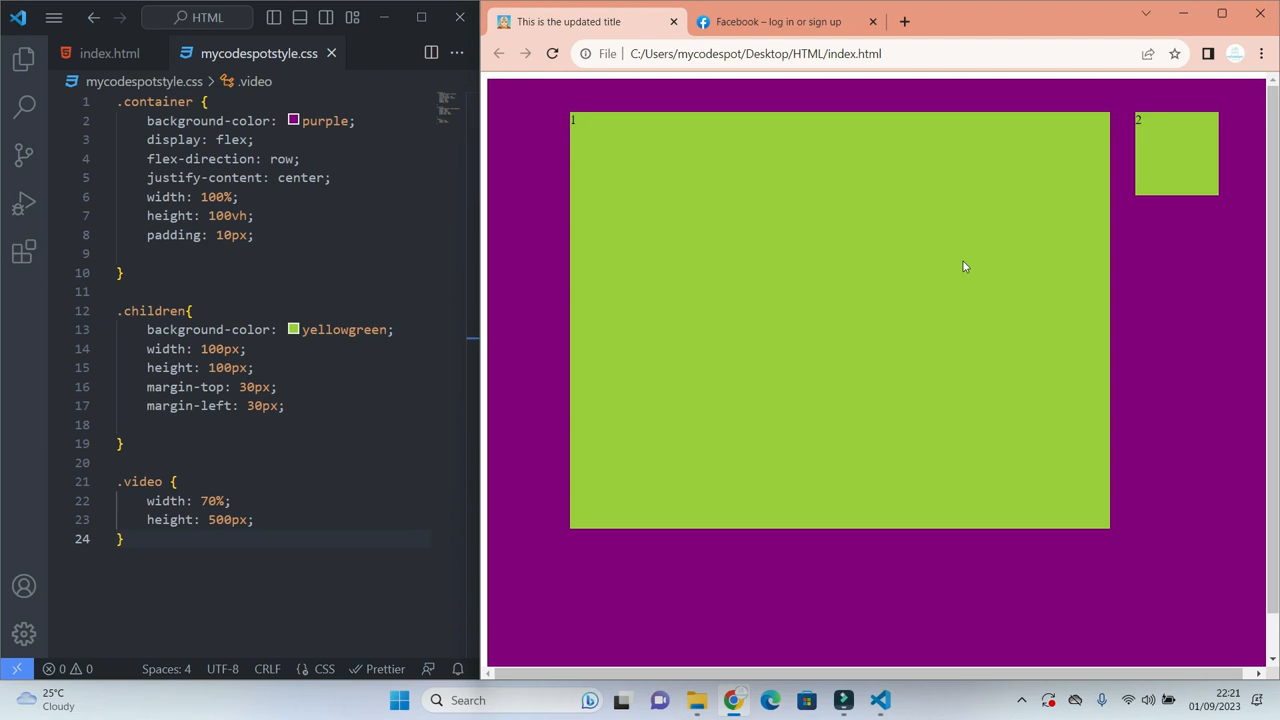 HTML
index.html
mycodespotstyle.css
mycodespotstyle.css > .video
1 .container {
2 background-color: purple;
3 display: flex;
4 flex-direction: row;
5 justify-content: center;
6 width: 100%;
7 height: 100vh;
8 padding: 10px;
9
10 }
11
12 .children{
13 background-color: yellowgreen;
14 width: 100px;
15 height: 100px;
16 margin-top: 30px;
17 margin-left: 30px;
18
19 }
20
21 .video {
22 width: 70%;
23 height: 500px;
24 }
0 0 Spaces: 4 UTF-8 CRLF CSS Prettier
This is the updated title
Facebook – log in or sign up
File C:/Users/mycodespot/Desktop/HTML/index.html
1
2
25°C
Cloudy
Search
22:21
01/09/2023